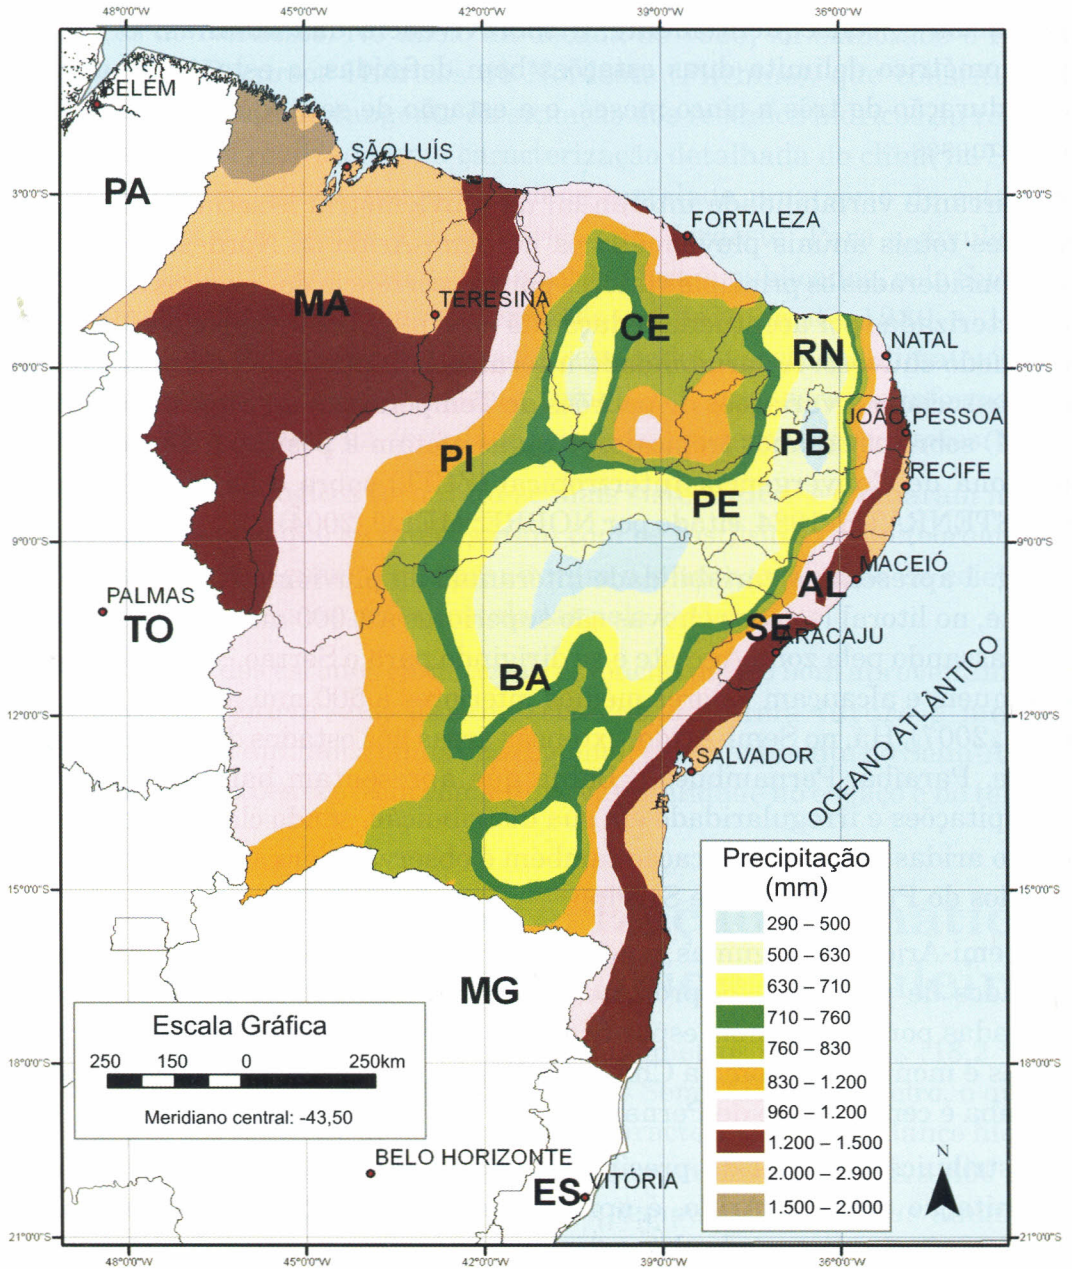 48°0'0"W 45°0'0"W 42°0'0"W 39°0'0"W 36°0'0"W
BELÉM
SÃO LUÍS
PA
3°0'0"S 3°0'0"S
FORTALEZA
MA
TERESINA
CE
RN
NATAL
6°0'0"S 6°0'0"S
JOÃO PESSOA
PB
PI
RECIFE
PE
9°0'0"S 9°0'0"S
MACEIÓ
AL
PALMAS
TO
SE
ARACAJU
BA
12°0'0"S 12°0'0"S
SALVADOR
OCEANO ATLÂNTICO
Precipitação
(mm)
15°0'0"S 15°0'0"S
290 – 500
500 – 630
630 – 710
710 – 760
760 – 830
830 – 1.200
960 – 1.200
1.200 – 1.500
2.000 – 2.900
1.500 – 2.000
MG
Escala Gráfica
250 150 0 250km
Meridiano central: -43,50
18°0'0"S 18°0'0"S
BELO HORIZONTE
ES
VITÓRIA
N
21°0'0"S 21°0'0"S
48°0'0"W 45°0'0"W 42°0'0"W 39°0'0"W 36°0'0"W